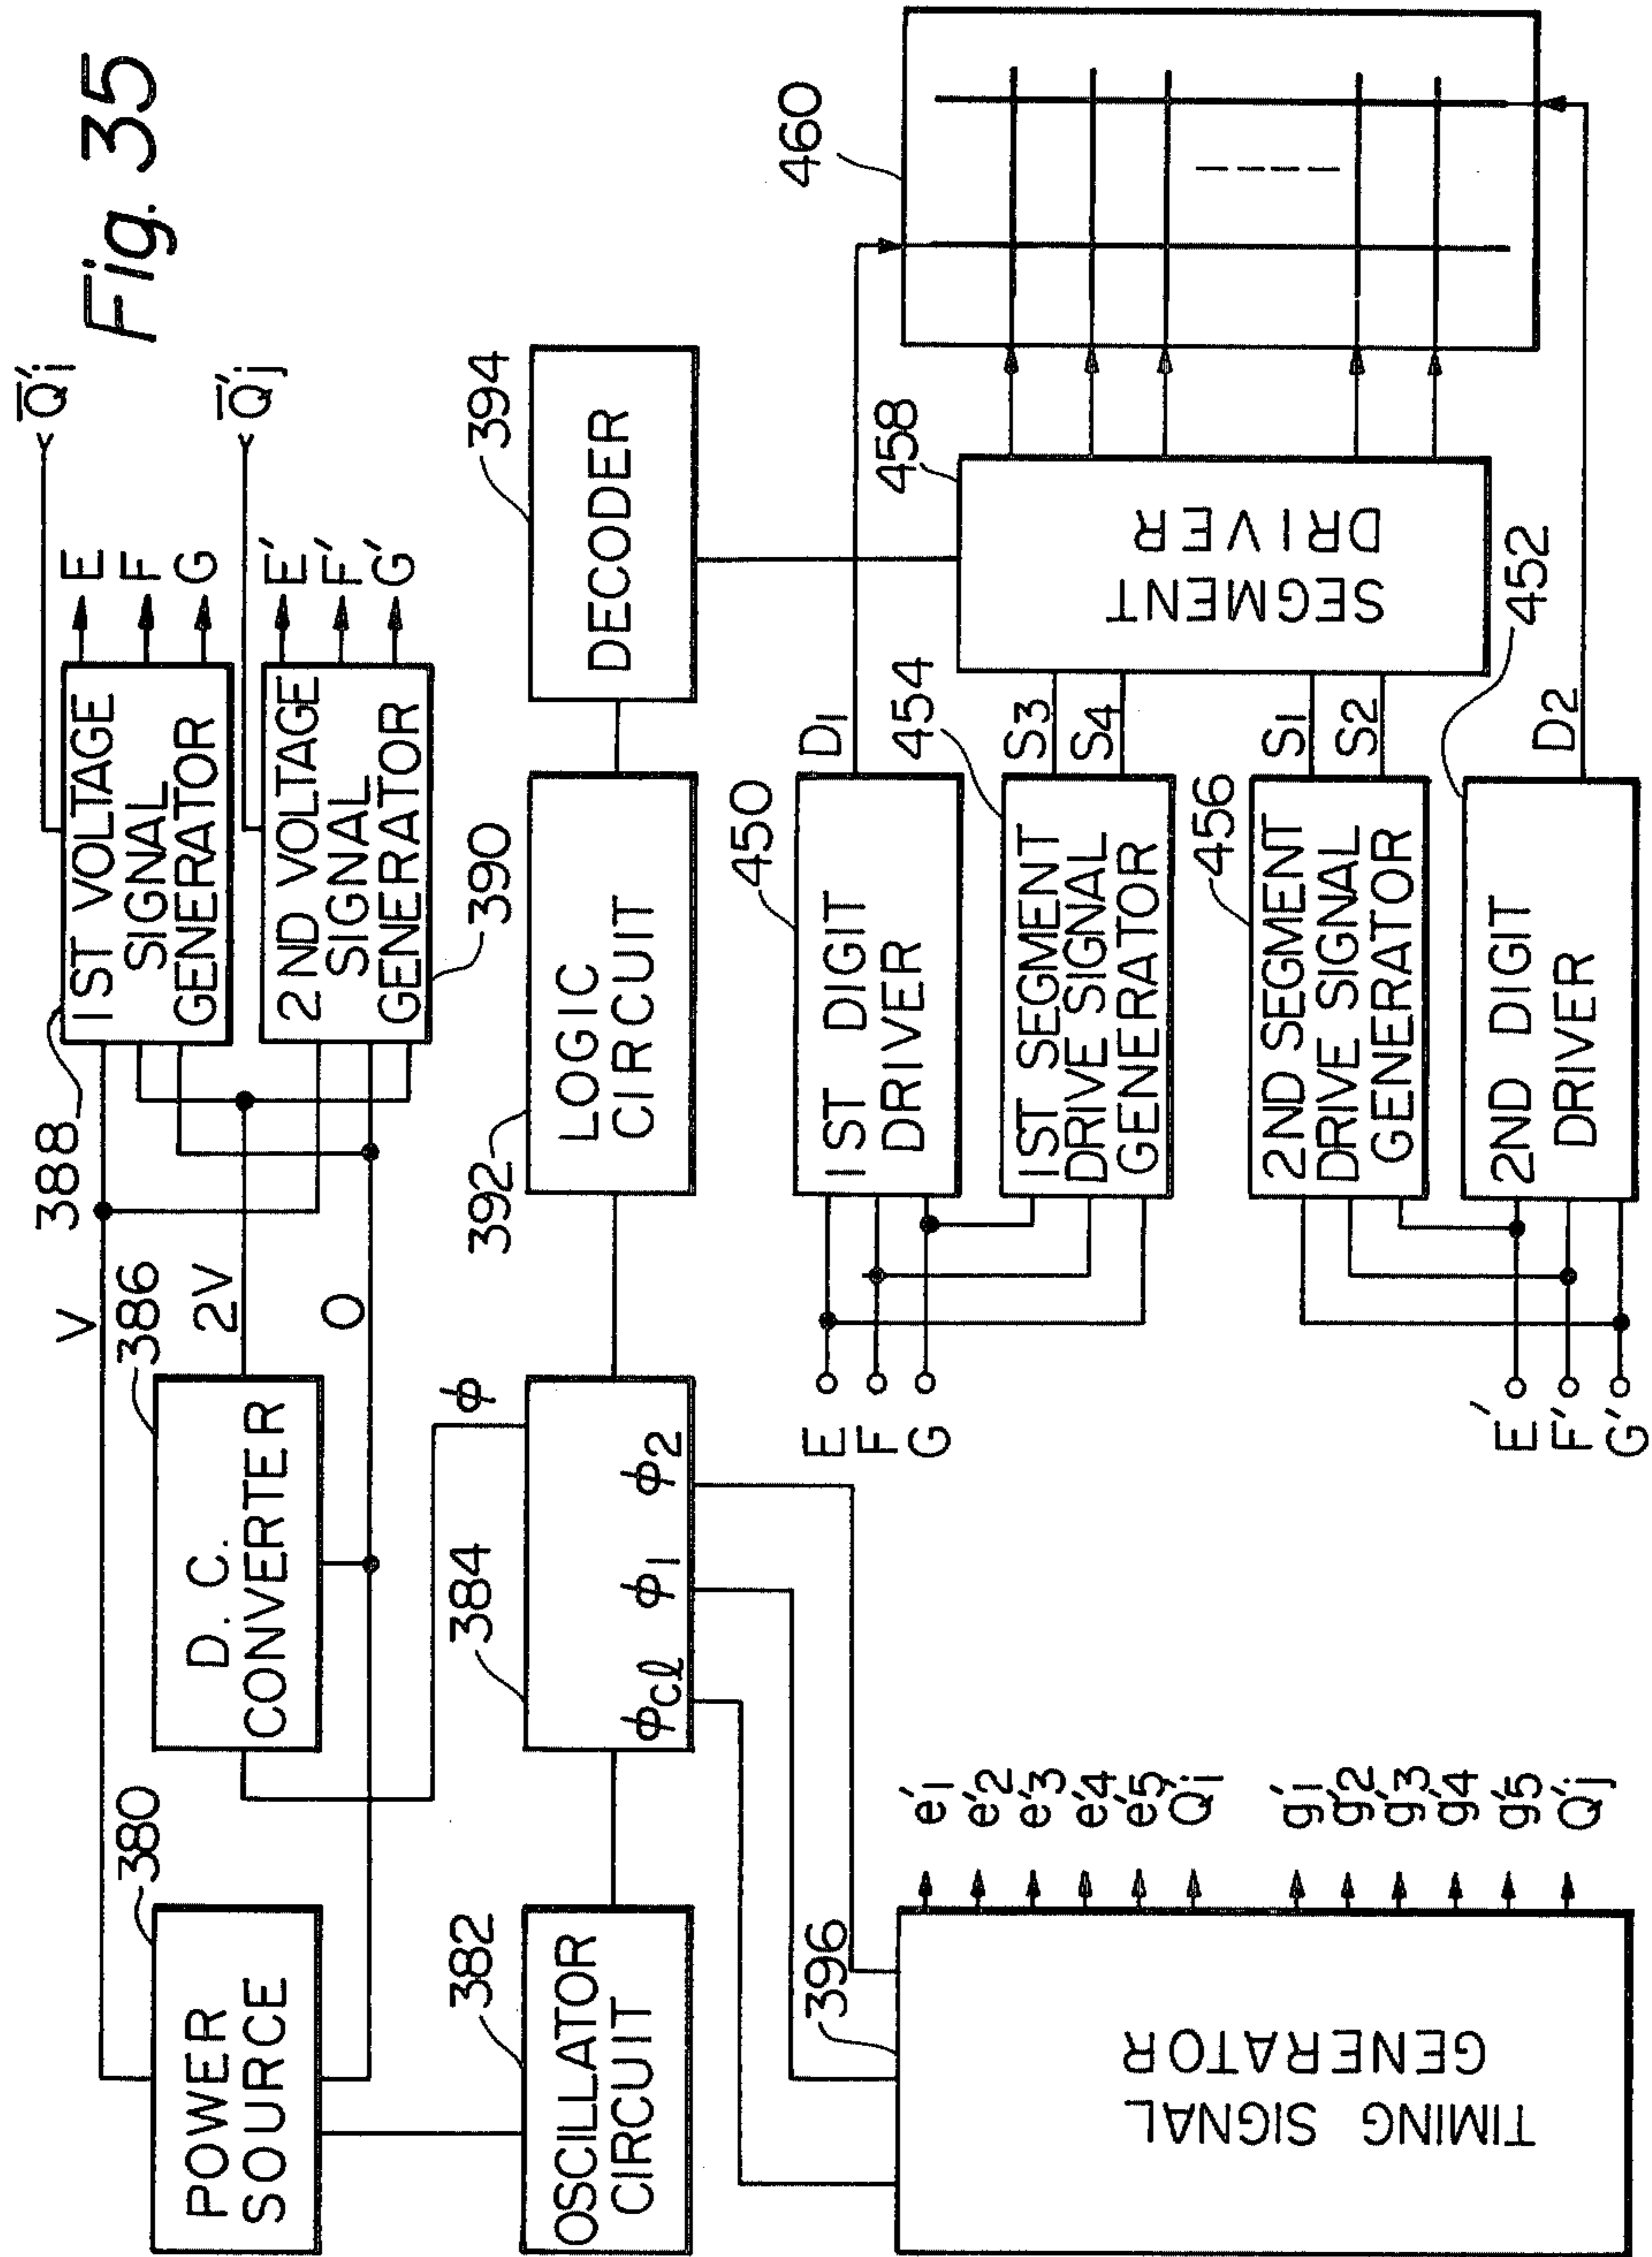 Fig. 35
380
POWER
SOURCE
386
D. C.
CONVERTER
V
2V
O
388
1ST VOLTAGE
SIGNAL
GENERATOR
E
F
G
Q̅'i
2ND VOLTAGE
SIGNAL
GENERATOR
390
E'
F'
G'
Q̅'j
382
OSCILLATOR
CIRCUIT
384
ϕ
ϕcl
ϕ1
ϕ2
392
LOGIC
CIRCUIT
394
DECODER
396
TIMING SIGNAL
GENERATOR
e'1
e'2
e'3
e'4
e'5
Q'i
g'1
g'2
g'3
g'4
g'5
Q'j
E
F
G
450
1ST DIGIT
DRIVER
D1
454
1ST SEGMENT
DRIVE SIGNAL
GENERATOR
S3
S4
456
2ND SEGMENT
DRIVE SIGNAL
GENERATOR
S1
S2
E'
F'
G'
2ND DIGIT
DRIVER
452
D2
458
SEGMENT
DRIVER
460